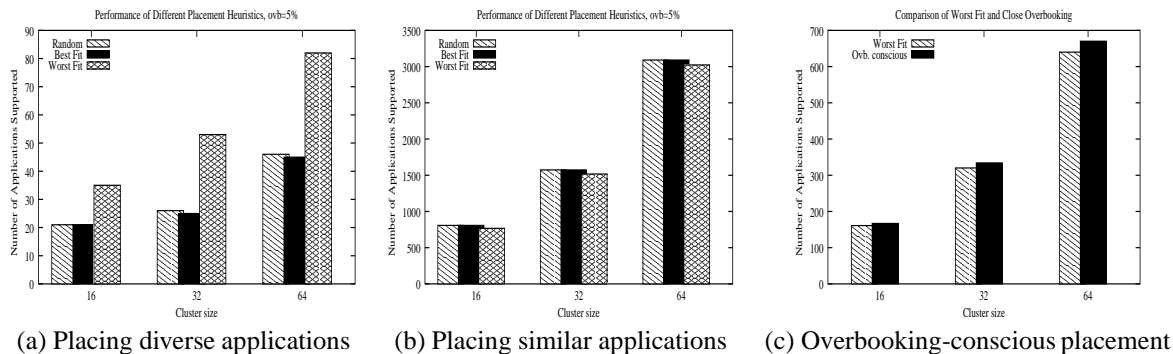 Performance of Different Placement Heuristics, ovb=5%
90
80
70
60
50
40
30
20
10
0
Number of Applications Supported
Random
Best Fit
Worst Fit
16
32
64
Cluster size
(a) Placing diverse applications
Performance of Different Placement Heuristics, ovb=5%
3500
3000
2500
2000
1500
1000
500
0
Number of Applications Supported
Random
Best Fit
Worst Fit
16
32
64
Cluster size
(b) Placing similar applications
Comparison of Worst Fit and Close Overbooking
700
600
500
400
300
200
100
0
Number of Applications Supported
Worst Fit
Ovb. conscious
16
32
64
Cluster size
(c) Overbooking-conscious placement